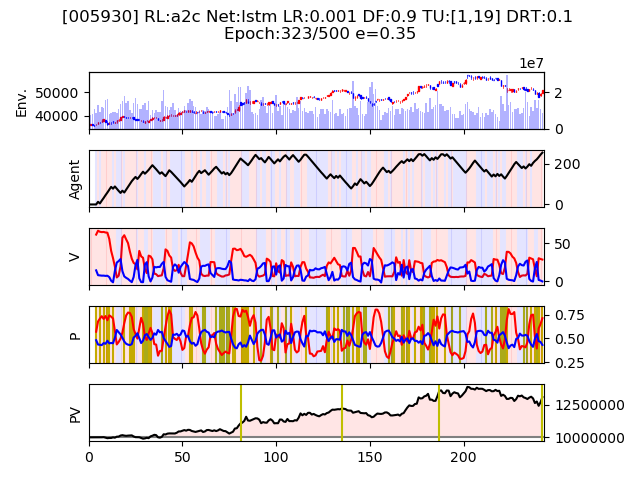 [005930] RL:a2c Net:lstm LR:0.001 DF:0.9 TU:[1,19] DRT:0.1
Epoch:323/500 e=0.35
1e7
Env.
50000
40000
2
0
Agent
200
0
V
50
0
P
0.75
0.50
0.25
PV
12500000
10000000
0 50 100 150 200